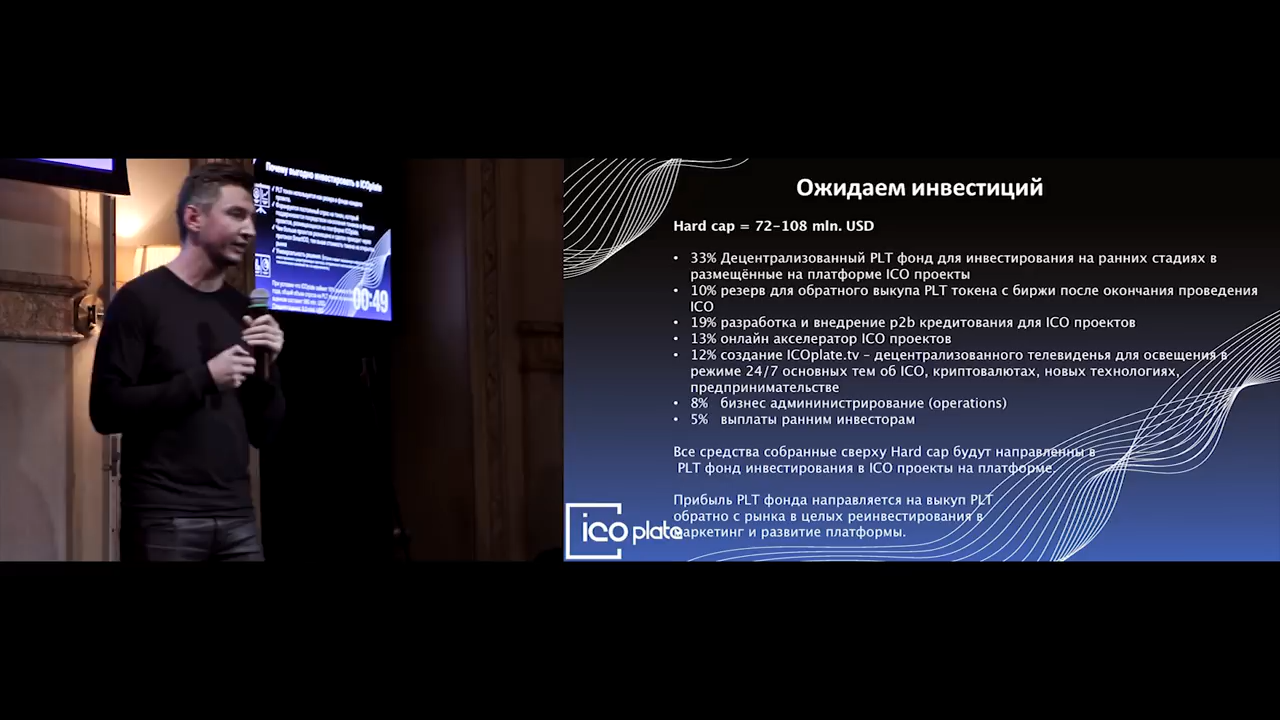 Почему выгодно инвестировать в ICOplate
00:49
Ожидаем инвестиций
Hard cap = 72-108 mln. USD
• 33% Децентрализованный PLT фонд для инвестирования на ранних стадиях в
размещённые на платформе ICO проекты
• 10% резерв для обратного выкупа PLT токена с биржи после окончания проведения
ICO
• 19% разработка и внедрение p2b кредитования для ICO проектов
• 13% онлайн акселератор ICO проектов
• 12% создание ICOplate.tv – децентрализованного телевиденья для освещения в
режиме 24/7 основных тем об ICO, криптовалютах, новых технологиях,
предпринимательстве
• 8% бизнес админинистрирование (operations)
• 5% выплаты ранним инвесторам
Все средства собранные сверху Hard cap будут направленны в
PLT фонд инвестирования в ICO проекты на платформе.
Прибыль PLT фонда направляется на выкуп PLT
обратно с рынка в целых реинвестирования в
маркетинг и развитие платформы.
ico plate